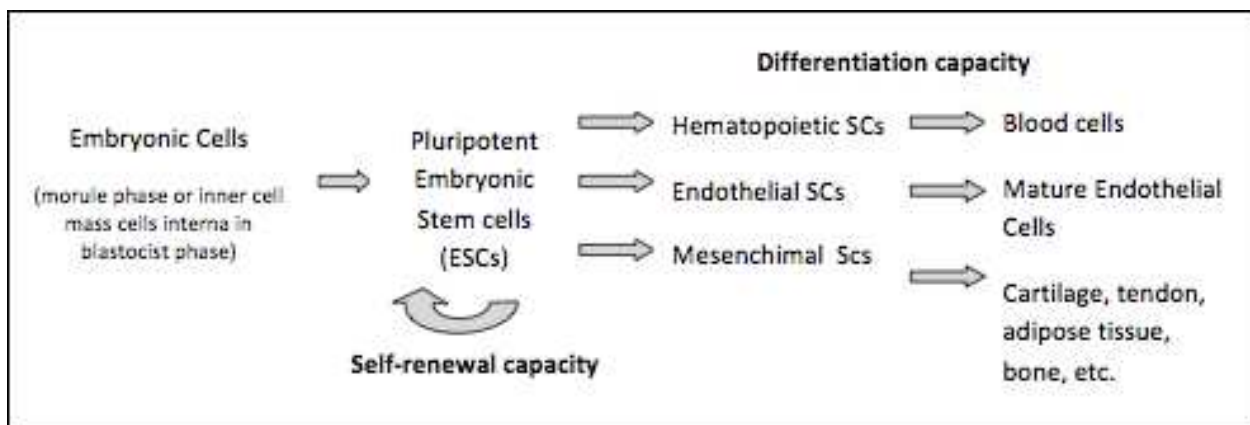 Differentiation capacity
Embryonic Cells
(morule phase or inner cell
mass cells interna in
blastocist phase)
Pluripotent
Embryonic
Stem cells
(ESCs)
Self-renewal capacity
Hematopoietic SCs
Endothelial SCs
Mesenchimal Scs
Blood cells
Mature Endothelial
Cells
Cartilage, tendon,
adipose tissue,
bone, etc.